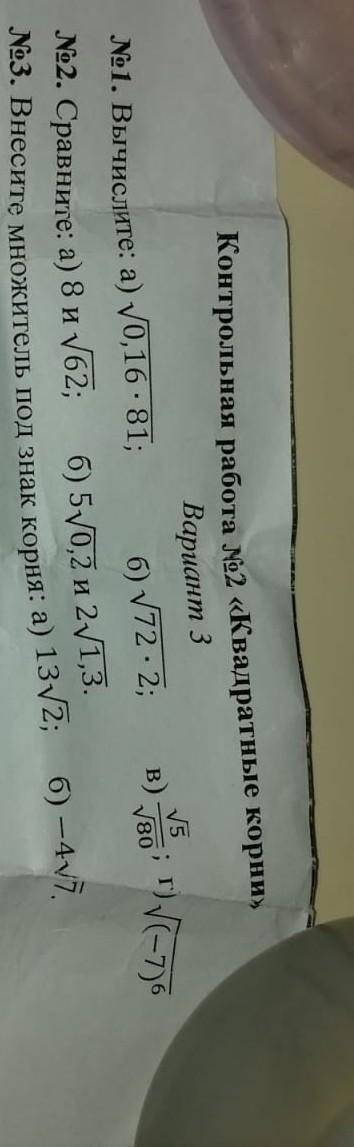 Контрольная работа №2 «Квадратные корни»
Вариант 3
№1. Вычислите: а) √0,16 · 81; б) √72 · 2; в) √5/√80; г) √(−7)⁶
№2. Сравните: а) 8 и √62; б) 5√0,2 и 2√1,3.
№3. Внесите множитель под знак корня: а) 13√2; б) −4√7.